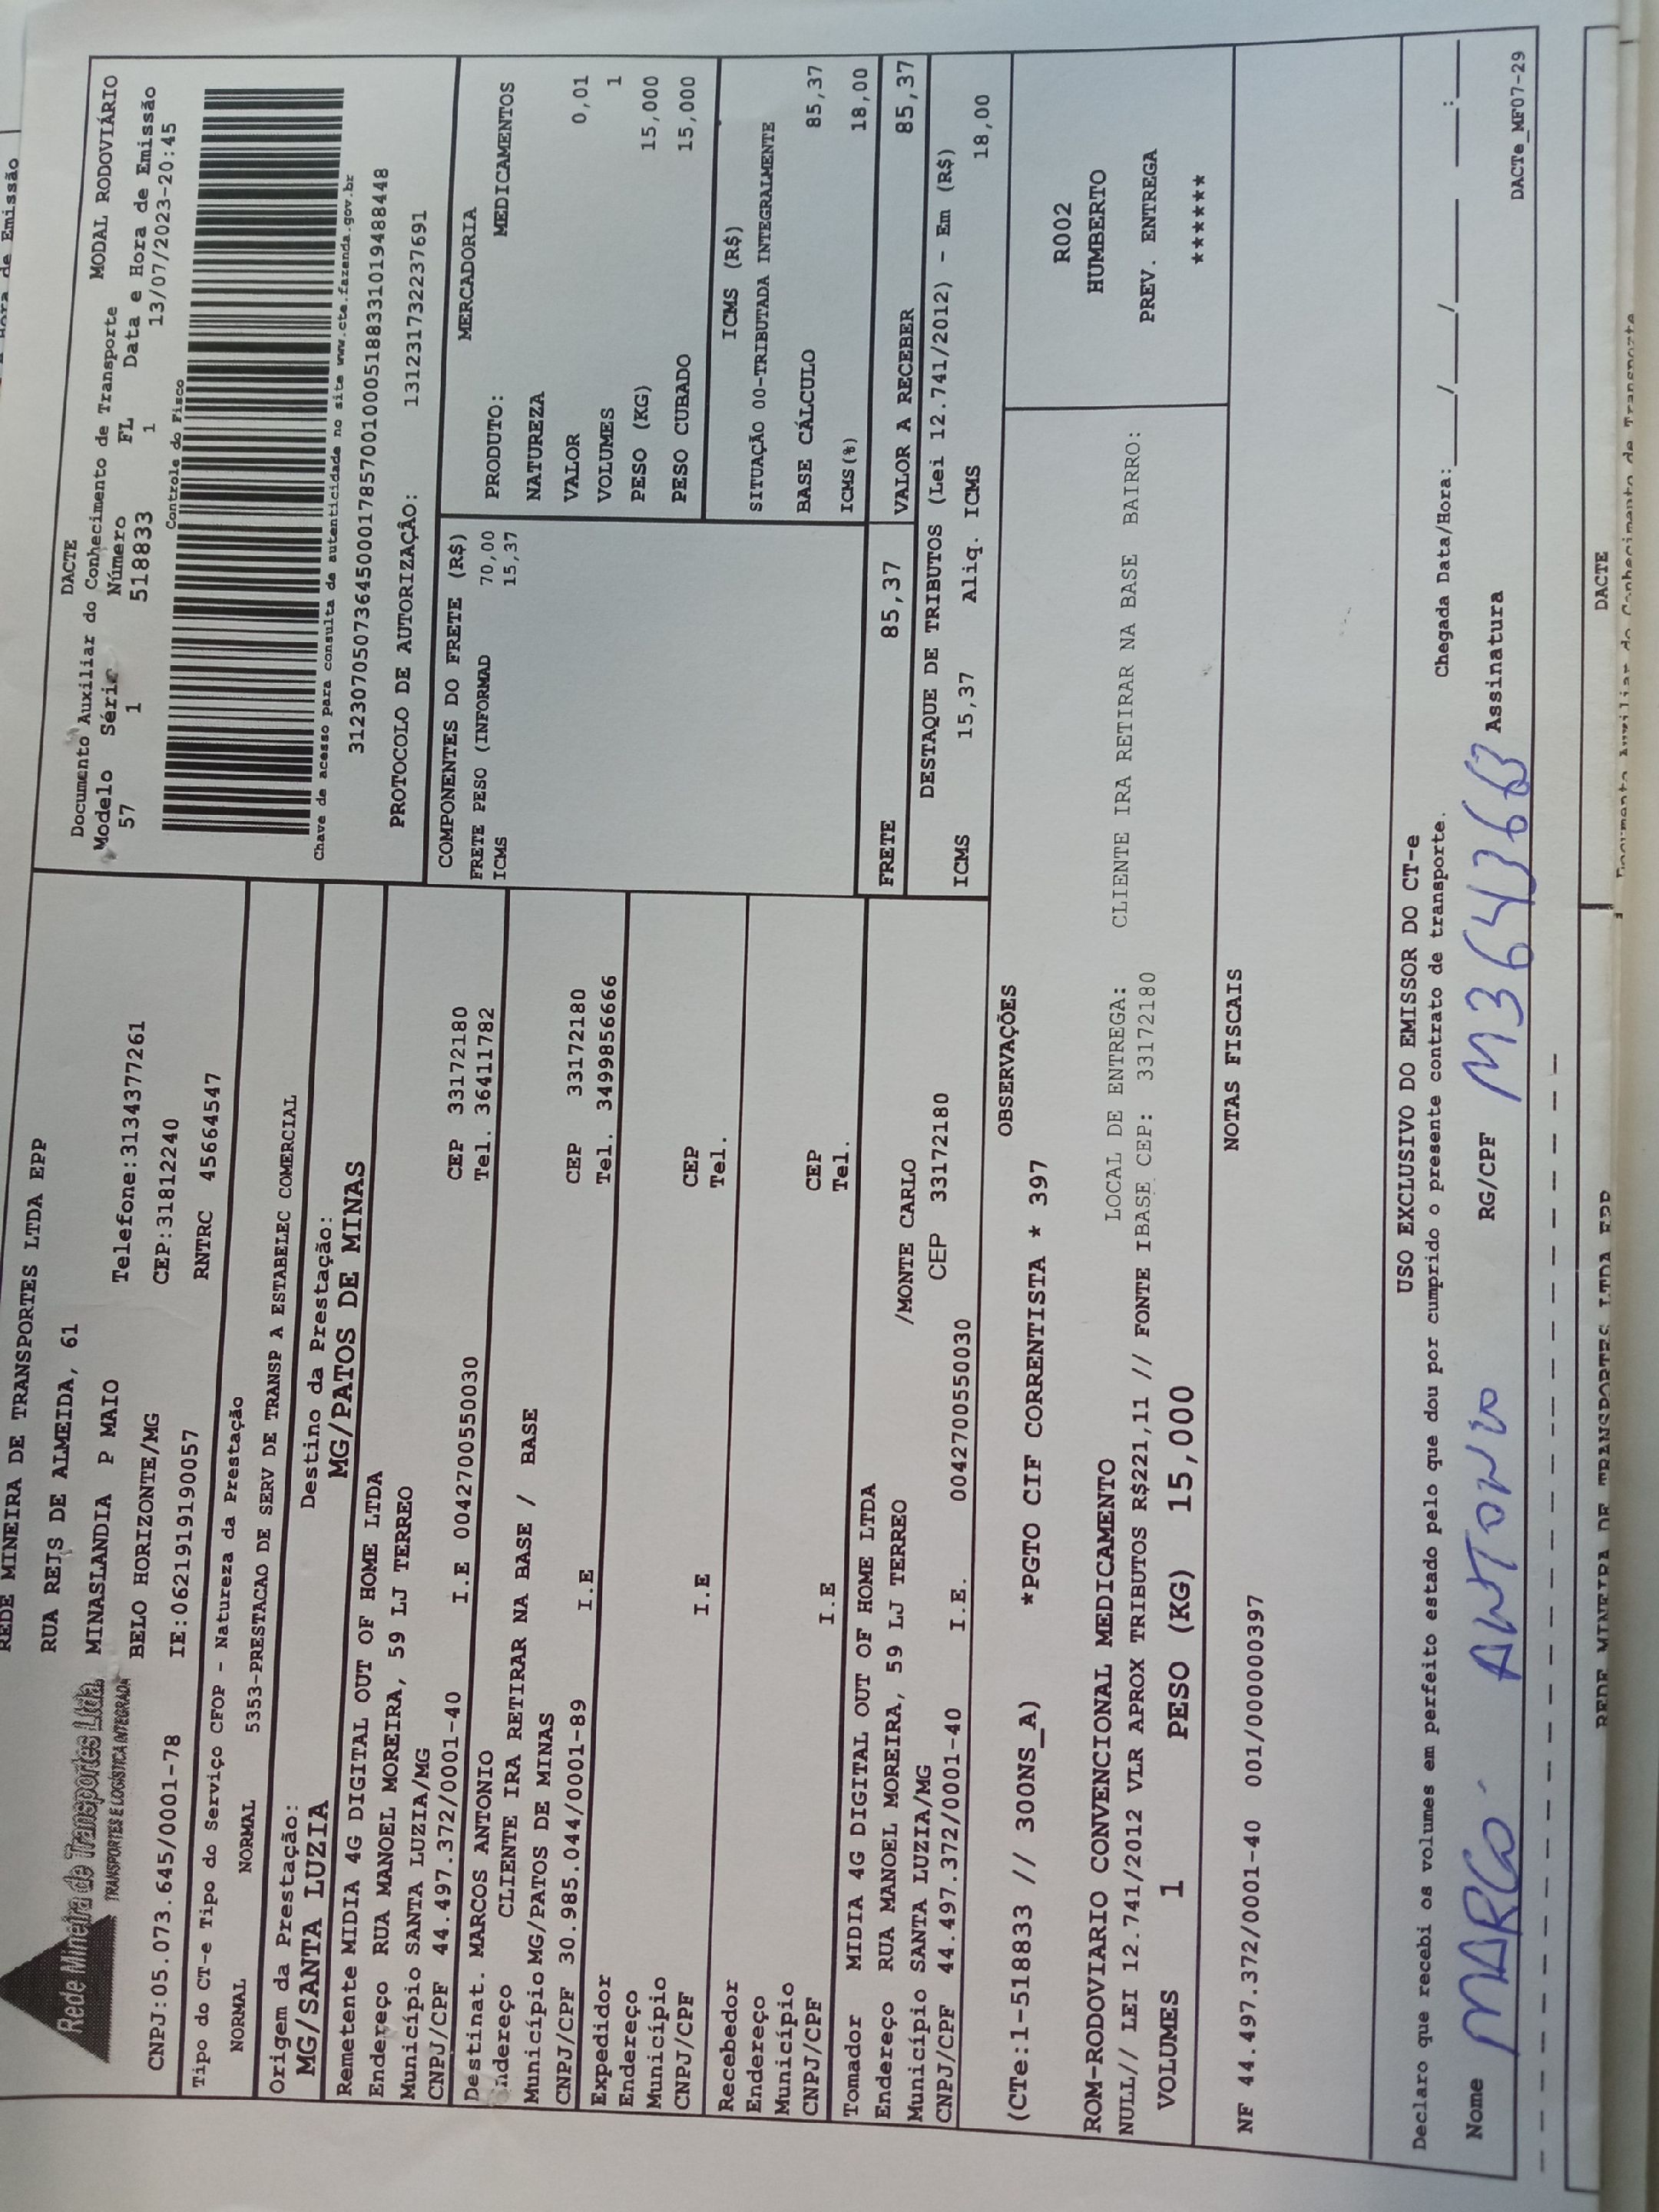 REDE MINEIRA DE TRANSPORTES LTDA EPP
RUA REIS DE ALMEIDA, 61
MINASLANDIA P MAIO
BELO HORIZONTE/MG Telefone:3134377261
IE:0621919190057 CEP:31812240
RNTRC 45664547
Rede Mineira de Transportes Ltda
TRANSPORTES E LOGÍSTICA INTEGRADA
CNPJ:05.073.645/0001-78
Tipo do CT-e Tipo do Serviço CFOP - Natureza da Prestação
NORMAL NORMAL 5353-PRESTACAO DE SERV DE TRANSP A ESTABELEC COMERCIAL
Origem da Prestação: Destino da Prestação:
MG/SANTA LUZIA MG/PATOS DE MINAS
DACTE
Documento Auxiliar do Conhecimento de Transporte MODAL RODOVIÁRIO
Modelo Série Número FL Data e Hora de Emissão
57 1 518833 1 13/07/2023-20:45
Controle do Fisco
Chave de acesso para consulta de autenticidade no site www.cte.fazenda.gov.br
31230705073645000178570010005188331019488448
PROTOCOLO DE AUTORIZAÇÃO: 131231732237691
Remetente MIDIA 4G DIGITAL OUT OF HOME LTDA
Endereço RUA MANOEL MOREIRA, 59 LJ TERREO
Município SANTA LUZIA/MG CEP 33172180
CNPJ/CPF 44.497.372/0001-40 I.E 0042700550030 Tel. 36411782
Destinat. MARCOS ANTONIO
Endereço CLIENTE IRA RETIRAR NA BASE / BASE
Município MG/PATOS DE MINAS CEP 33172180
CNPJ/CPF 30.985.044/0001-89 I.E Tel. 34999856666
Expedidor
Endereço
Município CEP
CNPJ/CPF I.E Tel.
Recebedor
Endereço
Município CEP
CNPJ/CPF I.E Tel.
Tomador MIDIA 4G DIGITAL OUT OF HOME LTDA
Endereço RUA MANOEL MOREIRA, 59 LJ TERREO /MONTE CARLO
Município SANTA LUZIA/MG CEP 33172180
CNPJ/CPF 44.497.372/0001-40 I.E. 0042700550030
COMPONENTES DO FRETE (R$)
FRETE PESO (INFORMAD 70,00
ICMS 15,37
MERCADORIA
PRODUTO: MEDICAMENTOS
NATUREZA
VALOR 0,01
VOLUMES 1
PESO (KG) 15,000
PESO CUBADO 15,000
ICMS (R$)
SITUAÇÃO 00-TRIBUTADA INTEGRALMENTE
BASE CÁLCULO 85,37
ICMS(%) 18,00
FRETE 85,37 VALOR A RECEBER 85,37
DESTAQUE DE TRIBUTOS (Lei 12.741/2012) - Em (R$)
ICMS 15,37 Aliq. ICMS 18,00
OBSERVAÇÕES
(CTe:1-518833 // 300NS_A) *PGTO CIF CORRENTISTA * 397
LOCAL DE ENTREGA: CLIENTE IRA RETIRAR NA BASE BAIRRO:
ROM-RODOVIARIO CONVENCIONAL MEDICAMENTO
NULL// LEI 12.741/2012 VLR APROX TRIBUTOS R$221,11 // FONTE IBASE CEP: 33172180
VOLUMES 1 PESO (KG) 15,000
R002
HUMBERTO
PREV. ENTREGA
******
NOTAS FISCAIS
NF 44.497.372/0001-40 001/000000397
USO EXCLUSIVO DO EMISSOR DO CT-e
Declaro que recebi os volumes em perfeito estado pelo que dou por cumprido o presente contrato de transporte.
Chegada Data/Hora:___/___/___ ___:___
Nome MARCO ANTONIO RG/CPF M3643663 Assinatura
DACTe_MF07-29
REDE MINEIRA DE TRANSPORTES LTDA EPP
DACTE
Documento Auxiliar do Conhecimento de Transporte